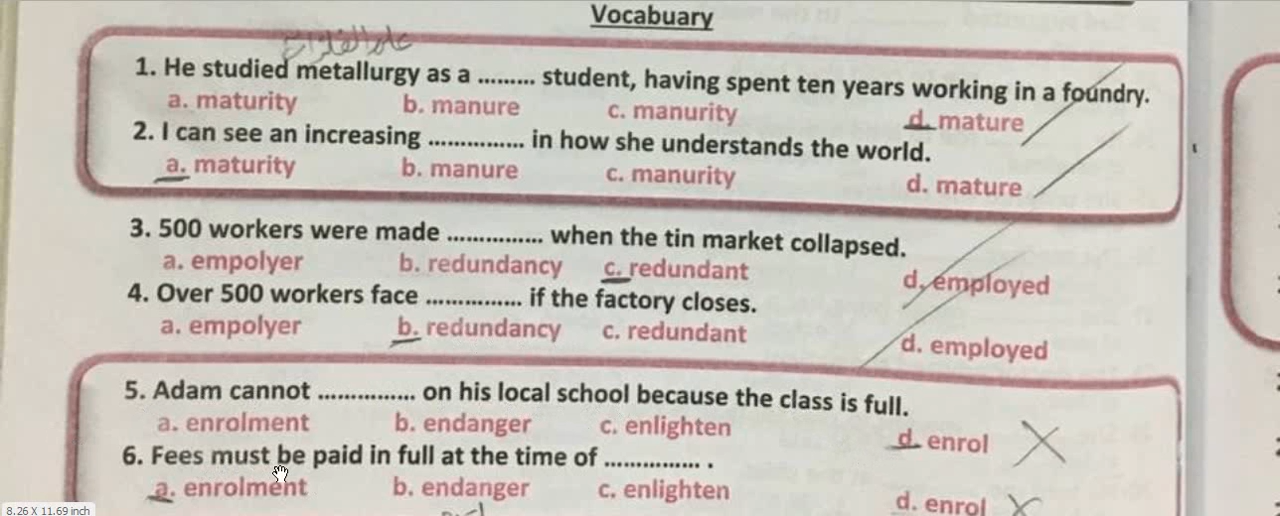 Vocabuary
علم الفلزات
1. He studied metallurgy as a ......... student, having spent ten years working in a foundry.
a. maturity b. manure c. manurity d. mature
2. I can see an increasing ............... in how she understands the world.
a. maturity b. manure c. manurity d. mature
3. 500 workers were made ............... when the tin market collapsed.
a. empolyer b. redundancy c. redundant d. employed
4. Over 500 workers face ............... if the factory closes.
a. empolyer b. redundancy c. redundant d. employed
5. Adam cannot ............... on his local school because the class is full.
a. enrolment b. endanger c. enlighten d. enrol
6. Fees must be paid in full at the time of ............... .
a. enrolment b. endanger c. enlighten d. enrol
8.26 X 11.69 inch